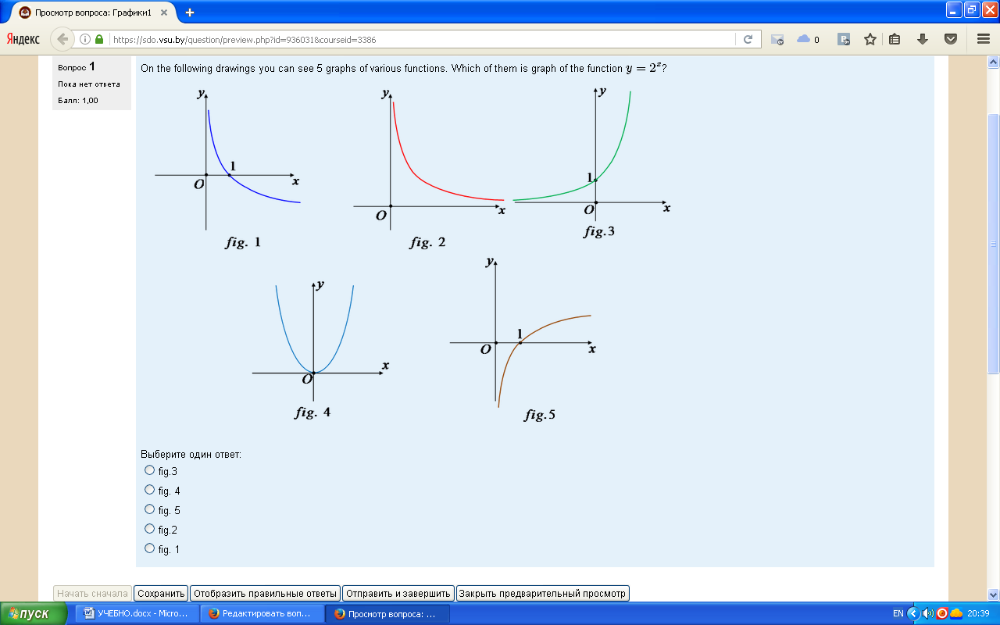 Просмотр вопроса: Графики1
Яндекс
https://sdo.vsu.by/question/preview.php?id=936031&courseid=3386
0
Вопрос 1
Пока нет ответа
Балл: 1,00
On the following drawings you can see 5 graphs of various functions. Which of them is graph of the function y = 2^x?
y
1
O
x
fig. 1
y
O
x
fig. 2
y
1
O
x
fig.3
y
x
O
fig. 4
y
1
O
x
fig.5
Выберите один ответ:
fig.3
fig. 4
fig. 5
fig.2
fig. 1
Начать сначала Сохранить Отобразить правильные ответы Отправить и завершить Закрыть предварительный просмотр
пуск УЧЕБНО.docx - Micro... Редактировать воп... Просмотр вопроса: ... EN 20:39